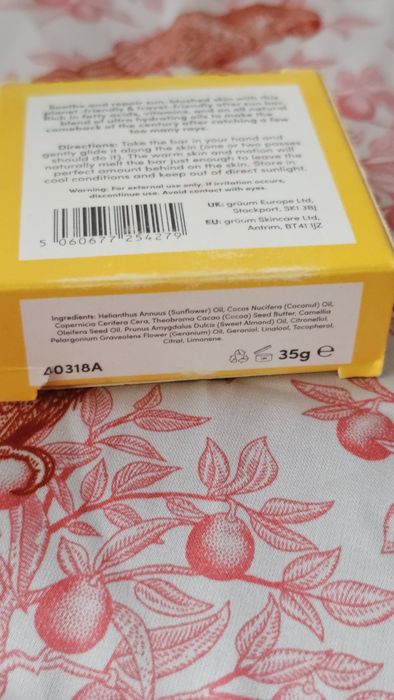 Soothe and repair sun-blushed skin with this
planet-friendly & travel-friendly after sun bar.
Rich in fatty acids, vitamins, and an all natural
blend of ultra hydrating oils to make the
comeback of the century after catching a few
too many rays.
Directions: Take the bar in your hand and
gently glide it along the skin (one or two passes
should do it). The warm skin and motion will
naturally melt the bar just enough to leave the
perfect amount behind on the skin. Store in
cool conditions and keep out of direct sunlight.
Warning: For external use only. If irritation occurs,
discontinue use. Avoid contact with eyes.
UK: grüum Europe Ltd,
Stockport, SK1 3BJ
EU: grüum Skincare Ltd,
Antrim, BT41 1JZ
5 060677 254279
Ingredients: Helianthus Annuus (Sunflower) Oil, Cocos Nucifera (Coconut) Oil,
Copernicia Cerifera Cera, Theobroma Cacao (Cocoa) Seed Butter, Camellia
Oleifera Seed Oil, Prunus Amygdalus Dulcis (Sweet Almond) Oil, Citronellol,
Pelargonium Graveolens Flower (Geranium) Oil, Geraniol, Linalool, Tocopherol,
Citral, Limonene.
35g e
40318A